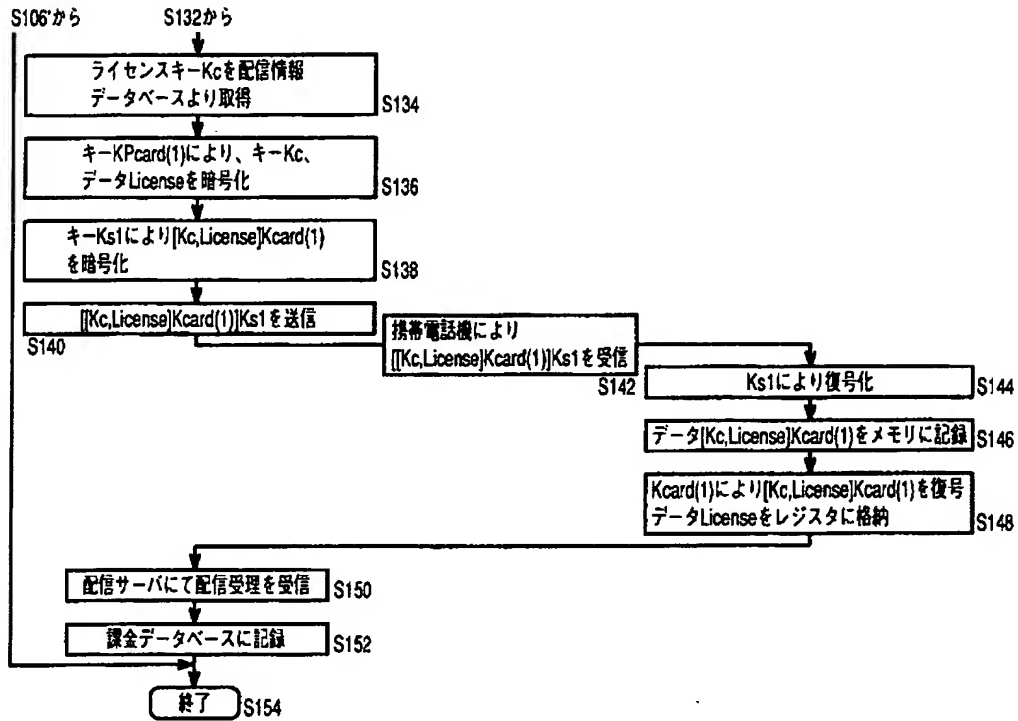 S106'から
S132から
ライセンスキーKcを配信情報
データベースより取得
S134
キーKPcard(1)により、キーKc、
データLicenseを暗号化
S136
キーKs1により[Kc,License]Kcard(1)
を暗号化
S138
[[Kc,License]Kcard(1)]Ks1を送信
S140
携帯電話機により
[[Kc,License]Kcard(1)]Ks1を受信
S142
Ks1により復号化
S144
データ[Kc,License]Kcard(1)をメモリに記録
S146
Kcard(1)により[Kc,License]Kcard(1)を復号
データLicenseをレジスタに格納
S148
配信サーバにて配信受理を受信
S150
課金データベースに記録
S152
終了
S154